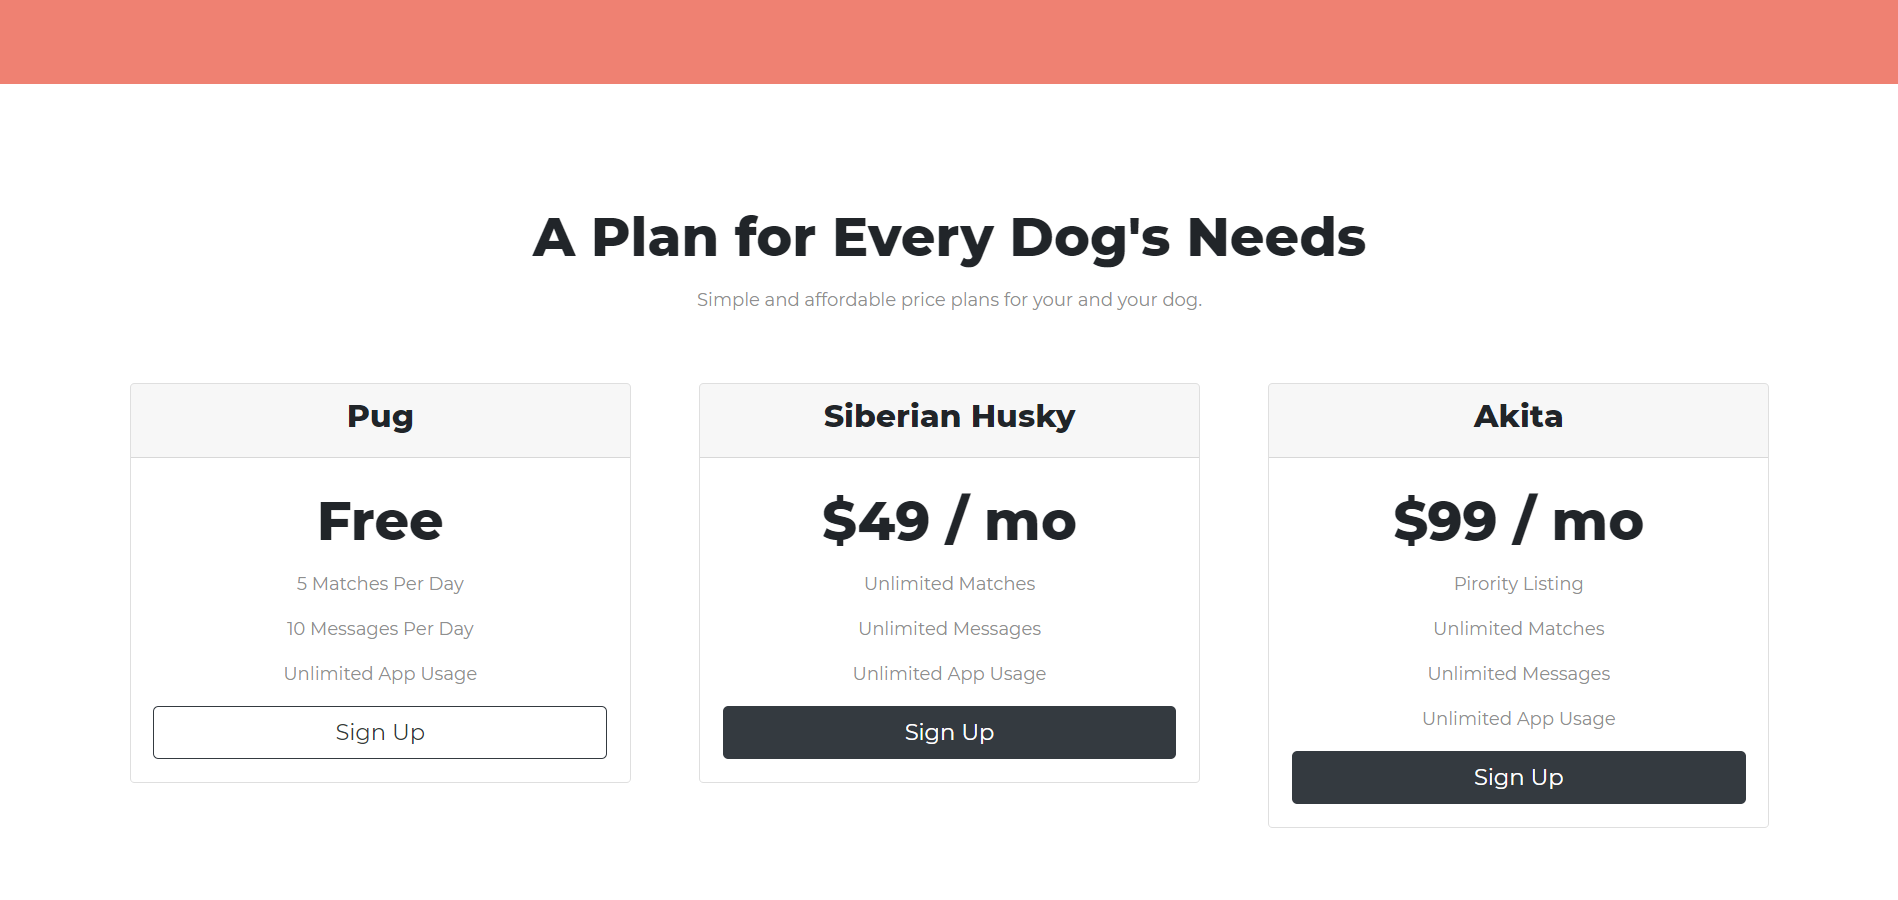 A Plan for Every Dog's Needs
Simple and affordable price plans for your and your dog.
Pug
Free
5 Matches Per Day
10 Messages Per Day
Unlimited App Usage
Sign Up
Siberian Husky
$49 / mo
Unlimited Matches
Unlimited Messages
Unlimited App Usage
Sign Up
Akita
$99 / mo
Pirority Listing
Unlimited Matches
Unlimited Messages
Unlimited App Usage
Sign Up